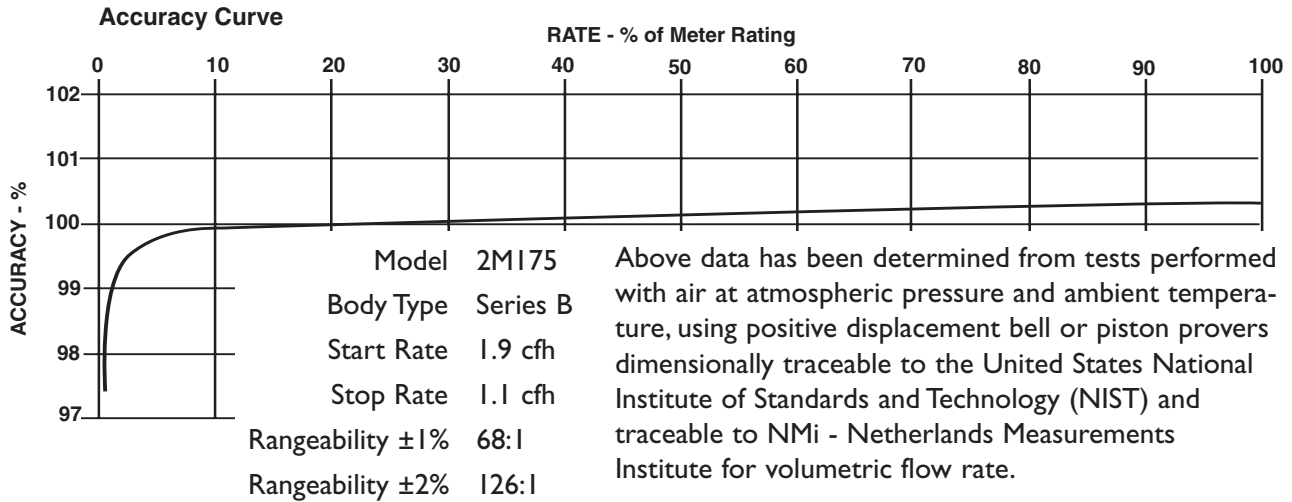 Accuracy Curve
RATE - % of Meter Rating
0 10 20 30 40 50 60 70 80 90 100
102
101
100
99
98
97
ACCURACY - %
Model 2M175
Body Type Series B
Start Rate 1.9 cfh
Stop Rate 1.1 cfh
Rangeability ±1% 68:1
Rangeability ±2% 126:1
Above data has been determined from tests performed
with air at atmospheric pressure and ambient tempera-
ture, using positive displacement bell or piston provers
dimensionally traceable to the United States National
Institute of Standards and Technology (NIST) and
traceable to NMi - Netherlands Measurements
Institute for volumetric flow rate.